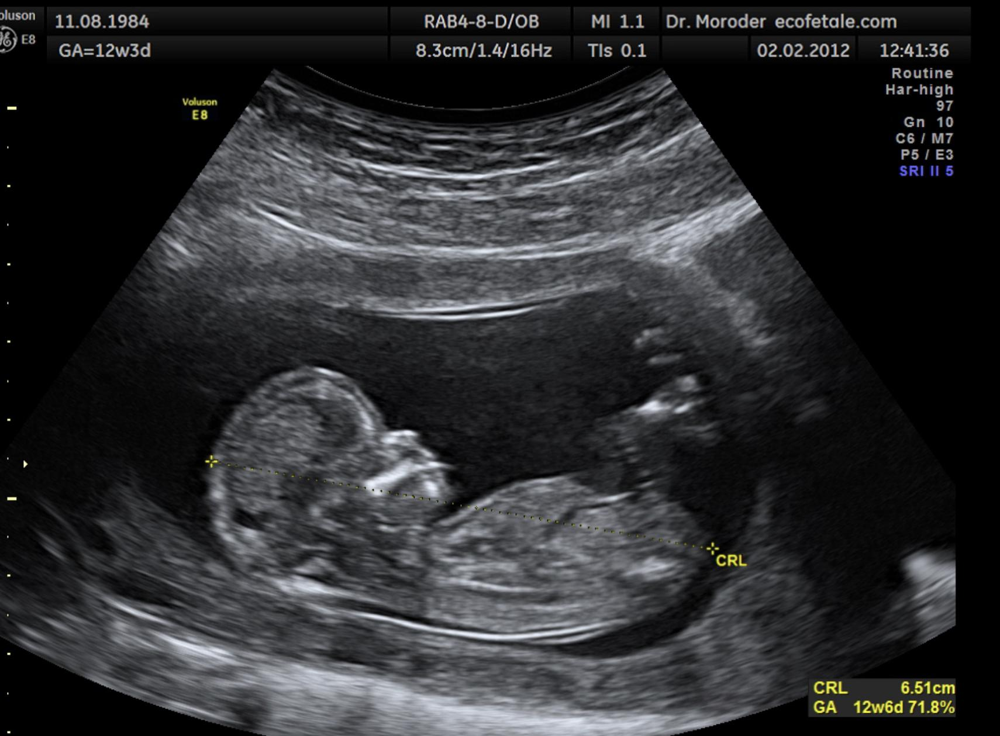 11.08.1984 RAB4-8-D/OB MI 1.1 Dr. Moroder ecofetale.com
E8 GA=12w3d 8.3cm/1.4/16Hz TIs 0.1 02.02.2012 12:41:36
Routine
Har-high
97
Gn 10
C6 / M7
P5 / E3
SRI II 5
Voluson
E8
CRL
CRL 6.51cm
GA 12w6d 71.8%